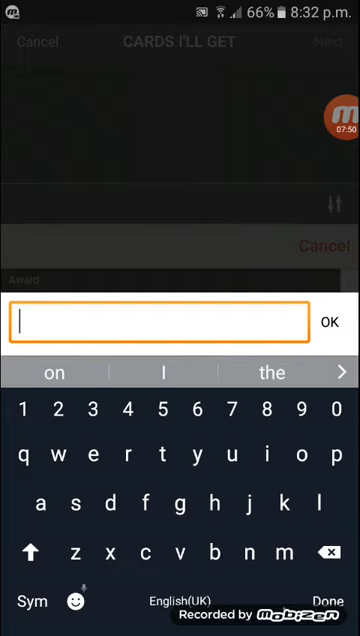 66% 8:32 p.m.
Cancel CARDS I'LL GET Next
07:50
Cancel
Award
OK
on I the
1 2 3 4 5 6 7 8 9 0
q w e r t y u i o p
a s d f g h j k l
z x c v b n m
Sym English(UK) Done
Recorded by mobizen